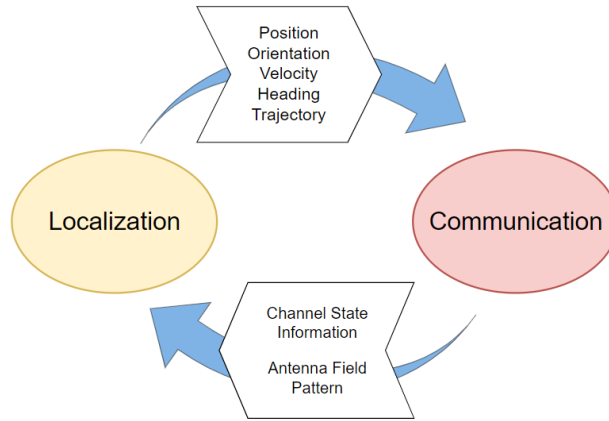 Position
Orientation
Velocity
Heading
Trajectory
Localization
Communication
Channel State
Information
Antenna Field
Pattern